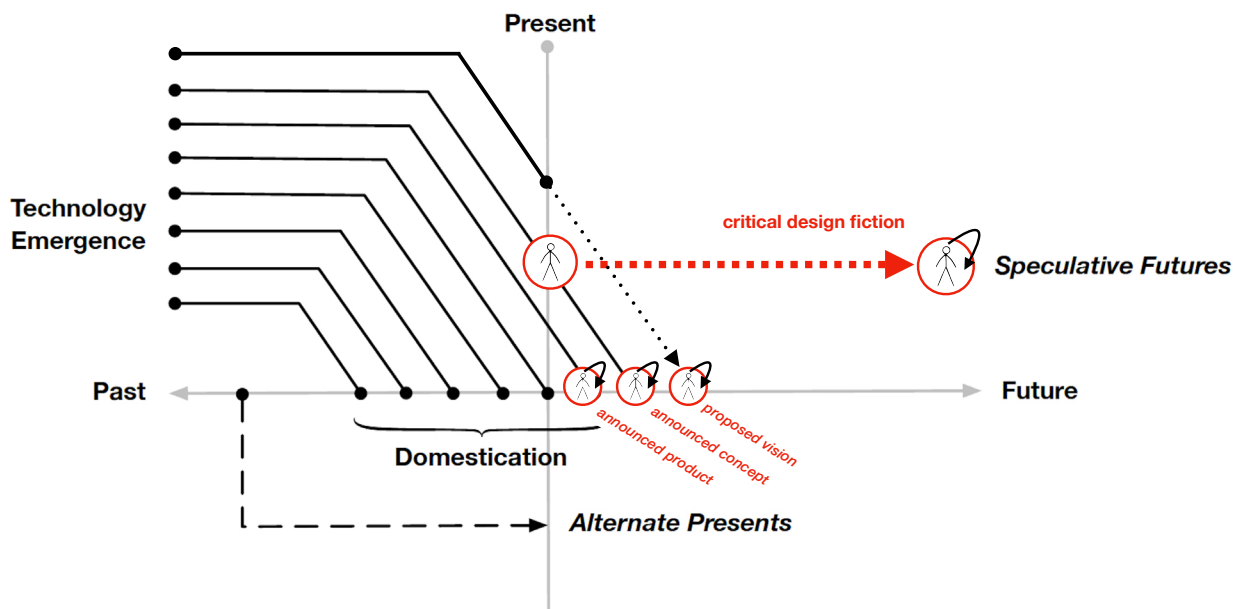 Present
Technology
Emergence
critical design fiction
Speculative Futures
Past
Future
announced product
announced concept
proposed vision
Domestication
Alternate Presents